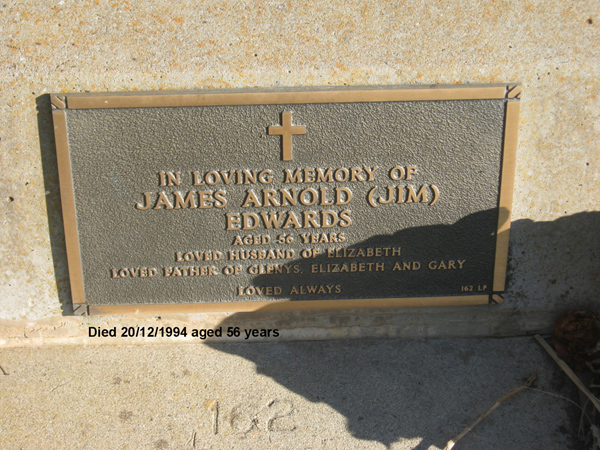 IN LOVING MEMORY OF
JAMES ARNOLD (JIM)
EDWARDS
AGED 56 YEARS
LOVED HUSBAND OF ELIZABETH
LOVED FATHER OF GLENYS, ELIZABETH AND GARY
LOVED ALWAYS
162 LP
Died 20/12/1994 aged 56 years
162